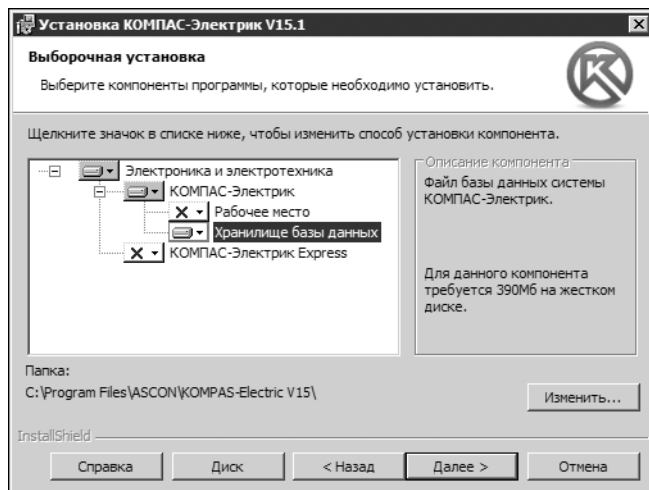 Установка КОМПАС-Электрик V15.1
Выборочная установка
Выберите компоненты программы, которые необходимо установить.
Щелкните значок в списке ниже, чтобы изменить способ установки компонента.
Электроника и электротехника
КОМПАС-Электрик
Рабочее место
Хранилище базы данных
КОМПАС-Электрик Express
Описание компонента
Файл базы данных системы
КОМПАС-Электрик.
Для данного компонента
требуется 390Мб на жестком
диске.
Папка:
C:\Program Files\ASCON\KOMPAS-Electric V15\
Изменить...
InstallShield
Справка
Диск
< Назад
Далее >
Отмена